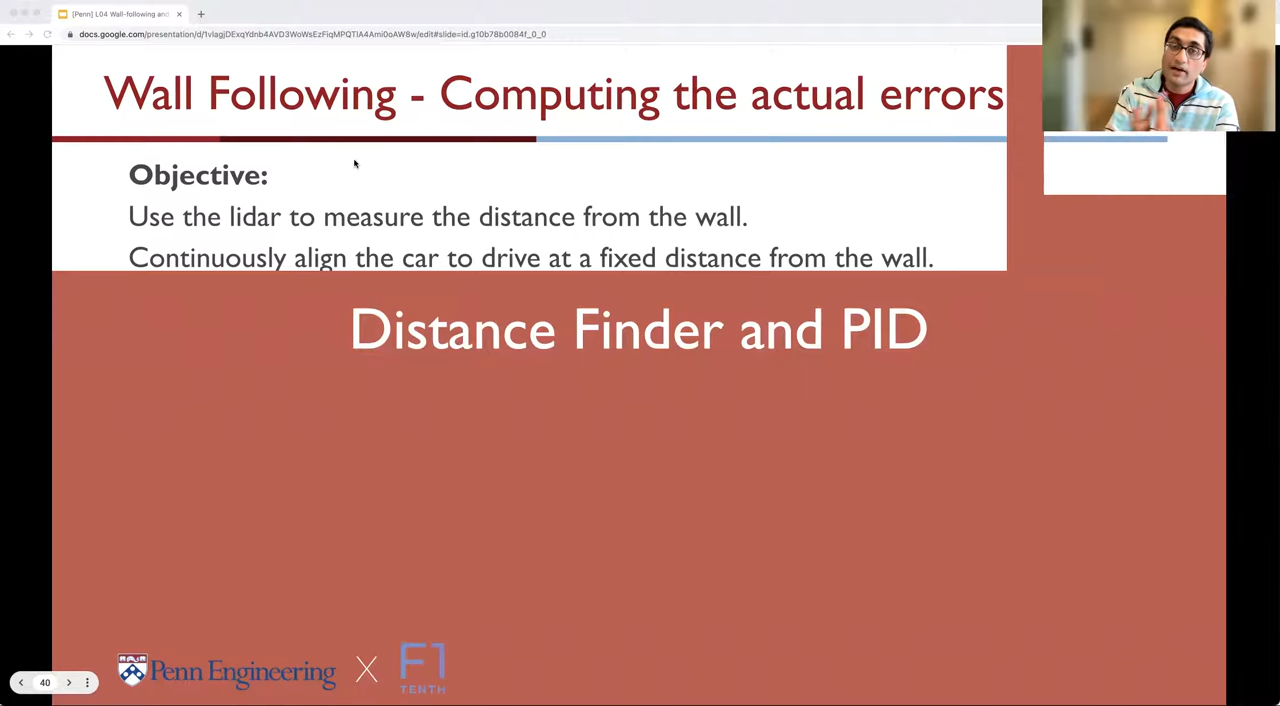 [Penn] L04 Wall-following and
docs.google.com/presentation/d/1vIagjDExqYdnb4AVD3WoWsEzFiqMPQTIA4Ami0oAW8w/edit#slide=id.g10b78b0084f_0_0
Wall Following - Computing the actual errors
Objective:
Use the lidar to measure the distance from the wall.
Continuously align the car to drive at a fixed distance from the wall.
Distance Finder and PID
Penn Engineering X F1
TENTH
40